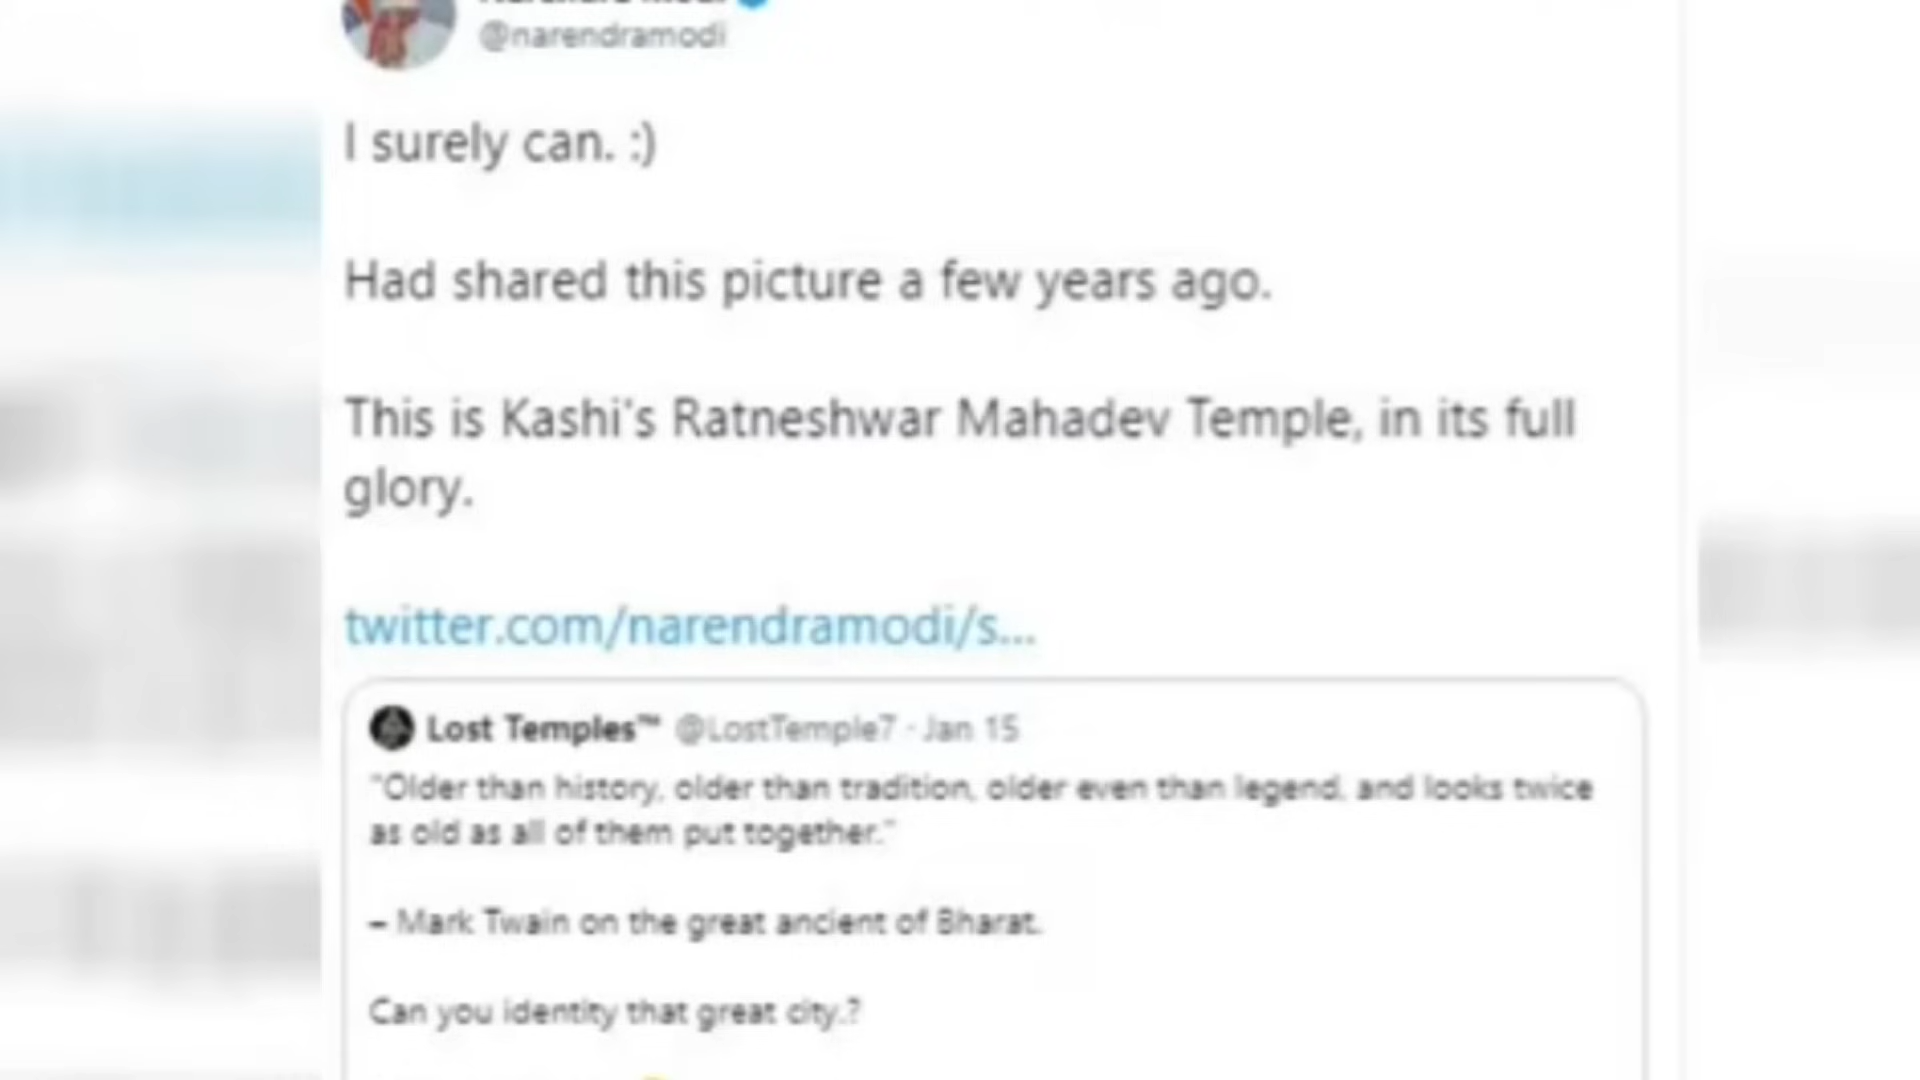 @narendramodi
I surely can. :)
Had shared this picture a few years ago.
This is Kashi's Ratneshwar Mahadev Temple, in its full
glory.
twitter.com/narendramodi/s...
Lost Temples™ @LostTemple7 · Jan 15
"Older than history, older than tradition, older even than legend, and looks twice
as old as all of them put together."
– Mark Twain on the great ancient of Bharat.
Can you identity that great city.?